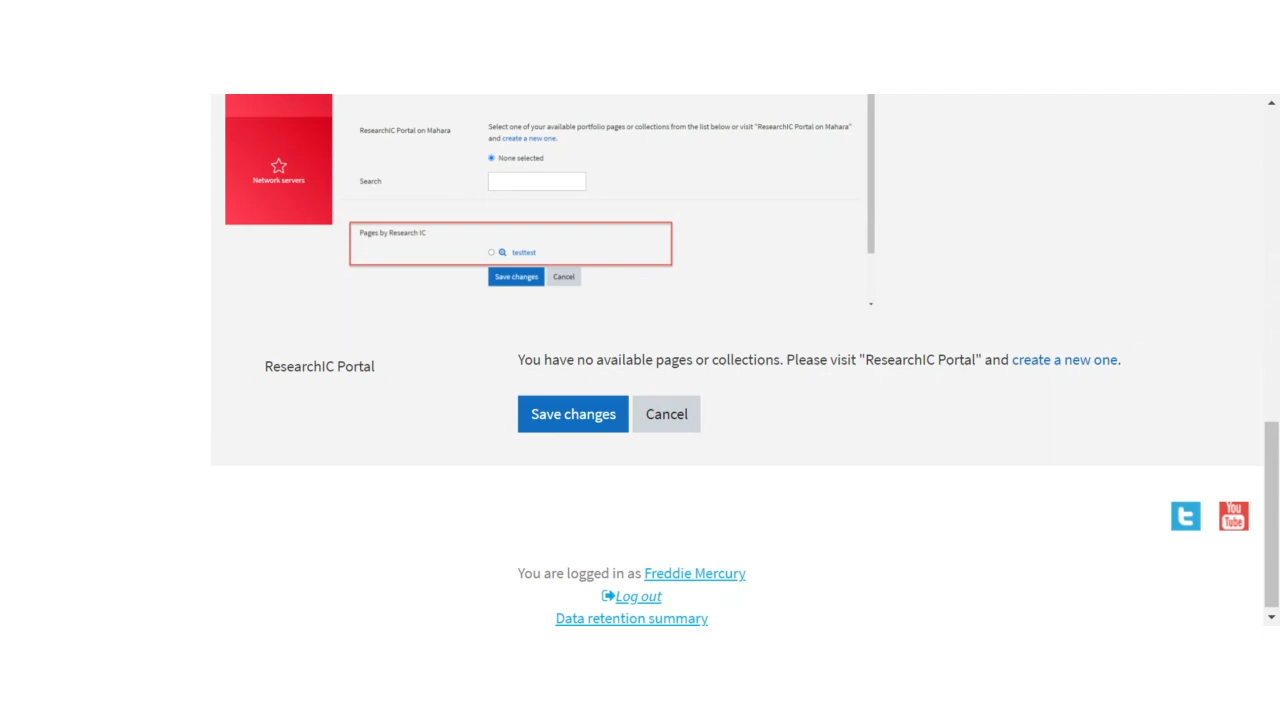 ResearchIC Portal on Mahara
Select one of your available portfolio pages or collections from the list below or visit "ResearchIC Portal on Mahara"
and create a new one.
None selected
Network servers
Search
Pages by Research IC
testtest
Save changes
Cancel
ResearchIC Portal
You have no available pages or collections. Please visit "ResearchIC Portal" and create a new one.
Save changes
Cancel
You Tube
You are logged in as Freddie Mercury
Log out
Data retention summary